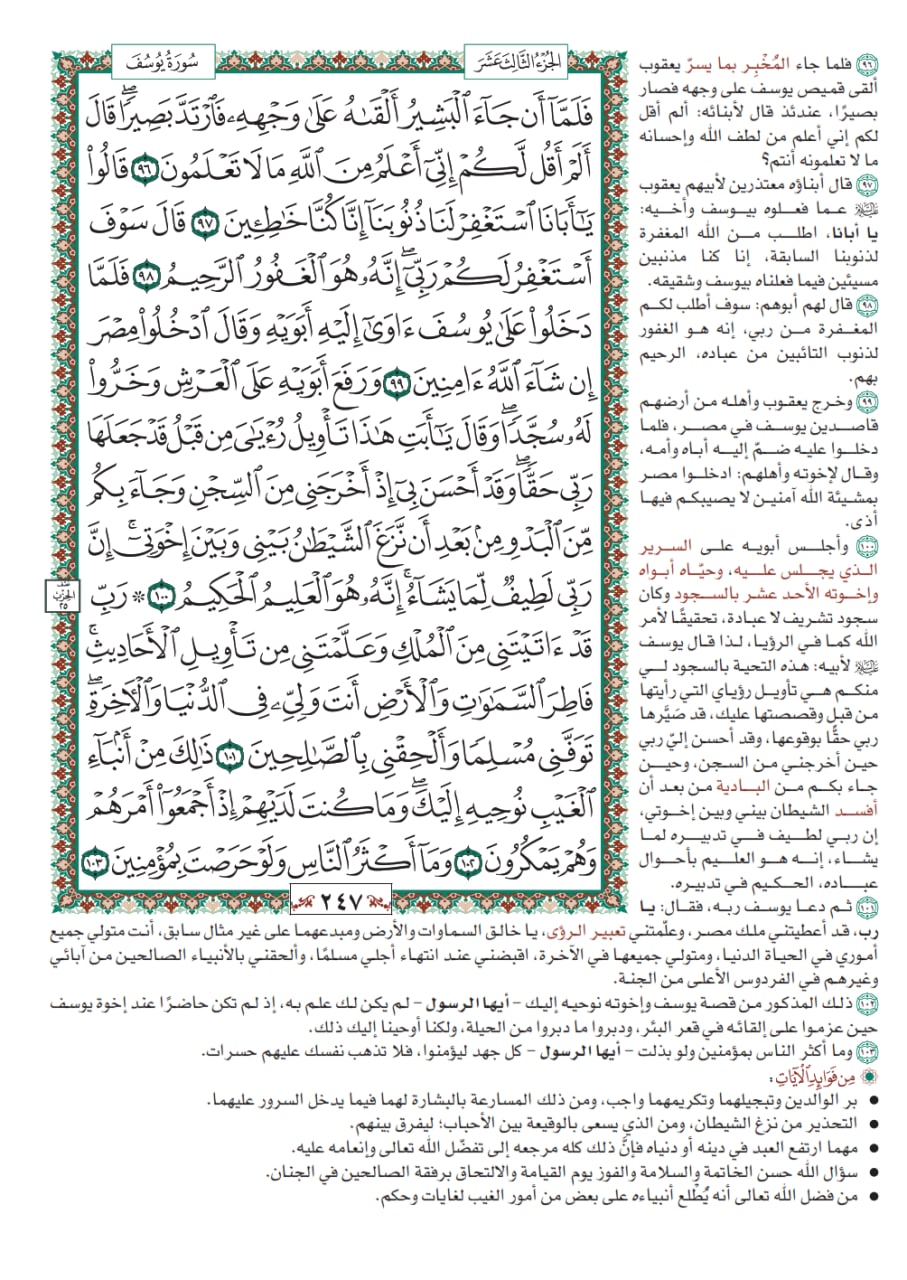 الجُزْءُ الثَّالِثَ عَشَرَ
سُورَةُ يُوسُفَ
فَلَمَّآ أَن جَآءَ ٱلۡبَشِيرُ أَلۡقَىٰهُ عَلَىٰ وَجۡهِهِۦ فَٱرۡتَدَّ بَصِيرٗاۖ قَالَ
أَلَمۡ أَقُل لَّكُمۡ إِنِّيٓ أَعۡلَمُ مِنَ ٱللَّهِ مَا لَا تَعۡلَمُونَ ٩٦ قَالُواْ
يَٰٓأَبَانَا ٱسۡتَغۡفِرۡ لَنَا ذُنُوبَنَآ إِنَّا كُنَّا خَٰطِـِٔينَ ٩٧ قَالَ سَوۡفَ
أَسۡتَغۡفِرُ لَكُمۡ رَبِّيٓۖ إِنَّهُۥ هُوَ ٱلۡغَفُورُ ٱلرَّحِيمُ ٩٨ فَلَمَّا
دَخَلُواْ عَلَىٰ يُوسُفَ ءَاوَىٰٓ إِلَيۡهِ أَبَوَيۡهِ وَقَالَ ٱدۡخُلُواْ مِصۡرَ
إِن شَآءَ ٱللَّهُ ءَامِنِينَ ٩٩ وَرَفَعَ أَبَوَيۡهِ عَلَى ٱلۡعَرۡشِ وَخَرُّواْ
لَهُۥ سُجَّدٗاۖ وَقَالَ يَٰٓأَبَتِ هَٰذَا تَأۡوِيلُ رُءۡيَٰيَ مِن قَبۡلُ قَدۡ جَعَلَهَا
رَبِّي حَقّٗاۖ وَقَدۡ أَحۡسَنَ بِيٓ إِذۡ أَخۡرَجَنِي مِنَ ٱلسِّجۡنِ وَجَآءَ بِكُم
مِّنَ ٱلۡبَدۡوِ مِنۢ بَعۡدِ أَن نَّزَغَ ٱلشَّيۡطَٰنُ بَيۡنِي وَبَيۡنَ إِخۡوَتِيٓۚ إِنَّ
رَبِّي لَطِيفٞ لِّمَا يَشَآءُۚ إِنَّهُۥ هُوَ ٱلۡعَلِيمُ ٱلۡحَكِيمُ ١٠٠ ۞ رَبِّ
قَدۡ ءَاتَيۡتَنِي مِنَ ٱلۡمُلۡكِ وَعَلَّمۡتَنِي مِن تَأۡوِيلِ ٱلۡأَحَادِيثِۚ
فَاطِرَ ٱلسَّمَٰوَٰتِ وَٱلۡأَرۡضِ أَنتَ وَلِيِّۦ فِي ٱلدُّنۡيَا وَٱلۡأٓخِرَةِۖ
تَوَفَّنِي مُسۡلِمٗا وَأَلۡحِقۡنِي بِٱلصَّٰلِحِينَ ١٠١ ذَٰلِكَ مِنۡ أَنۢبَآءِ
ٱلۡغَيۡبِ نُوحِيهِ إِلَيۡكَۖ وَمَا كُنتَ لَدَيۡهِمۡ إِذۡ أَجۡمَعُوٓاْ أَمۡرَهُمۡ
وَهُمۡ يَمۡكُرُونَ ١٠٢ وَمَآ أَكۡثَرُ ٱلنَّاسِ وَلَوۡ حَرَصۡتَ بِمُؤۡمِنِينَ ١٠٣
نصف
الحزب
٢٥
٢٤٧
٩٦ فلما جاء المُخْبِر بما يسرّ يعقوب
ألقى قميص يوسف على وجهه فصار
بصيرًا، عندئذ قال لأبنائه: ألم أقل
لكم إني أعلم من لطف الله وإحسانه
ما لا تعلمونه أنتم؟
٩٧ قال أبناؤه معتذرين لأبيهم يعقوب
عليه السلام عما فعلوه بيوسف وأخيه:
يا أبانا، اطلب من الله المغفرة
لذنوبنا السابقة، إنا كنا مذنبين
مسيئين فيما فعلناه بيوسف وشقيقه.
٩٨ قال لهم أبوهم: سوف أطلب لكم
المغفرة من ربي، إنه هو الغفور
لذنوب التائبين من عباده، الرحيم
بهم.
٩٩ وخرج يعقوب وأهله من أرضهم
قاصدين يوسف في مصر، فلما
دخلوا عليه ضمّ إليه أباه وأمه،
وقال لإخوته وأهلهم: ادخلوا مصر
بمشيئة الله آمنين لا يصيبكم فيها
أذى.
١٠٠ وأجلس أبويه على السرير
الذي يجلس عليه، وحيّاه أبواه
وإخوته الأحد عشر بالسجود وكان
سجود تشريف لا عبادة، تحقيقًا لأمر
الله كما في الرؤيا، لذا قال يوسف
عليه السلام لأبيه: هذه التحية بالسجود لي
منكم هي تأويل رؤياي التي رأيتها
من قبل وقصصتها عليك، قد صَيَّرها
ربي حقًّا بوقوعها، وقد أحسن إليّ ربي
حين أخرجني من السجن، وحيـن
جاء بكم من البادية من بعد أن
أفسد الشيطان بيني وبين إخوتي،
إن ربي لطيف في تدبيره لما
يشاء، إنه هو العليم بأحوال
عباده، الحكيم في تدبيره.
١٠١ ثم دعا يوسف ربه، فقال: يا
رب، قد أعطيتني ملك مصر، وعلّمتني تعبير الرؤى، يا خالق السماوات والأرض ومبدعهما على غير مثال سابق، أنت متولي جميع
أموري في الحياة الدنيا، ومتولي جميعها في الآخرة، اقبضني عند انتهاء أجلي مسلمًا، وألحقني بالأنبياء الصالحين من آبائي
وغيرهم في الفردوس الأعلى من الجنة.
١٠٢ ذلك المذكور من قصة يوسف وإخوته نوحيه إليك – أيها الرسول – لم يكن لك علم به، إذ لم تكن حاضرًا عند إخوة يوسف
حين عزموا على إلقائه في قعر البئر، ودبروا ما دبروا من الحيلة، ولكنا أوحينا إليك ذلك.
١٠٣ وما أكثر الناس بمؤمنين ولو بذلت – أيها الرسول – كل جهد ليؤمنوا، فلا تذهب نفسك عليهم حسرات.
مِن فَوَائِدِ الآيَاتِ:
• بر الوالدين وتبجيلهما وتكريمهما واجب، ومن ذلك المسارعة بالبشارة لهما فيما يدخل السرور عليهما.
• التحذير من نزغ الشيطان، ومن الذي يسعى بالوقيعة بين الأحباب؛ ليفرق بينهم.
• مهما ارتفع العبد في دينه أو دنياه فإنَّ ذلك كله مرجعه إلى تفضّل الله تعالى وإنعامه عليه.
• سؤال الله حسن الخاتمة والسلامة والفوز يوم القيامة والالتحاق برفقة الصالحين في الجنان.
• من فضل الله تعالى أنه يُطْلع أنبياءه على بعض من أمور الغيب لغايات وحكم.